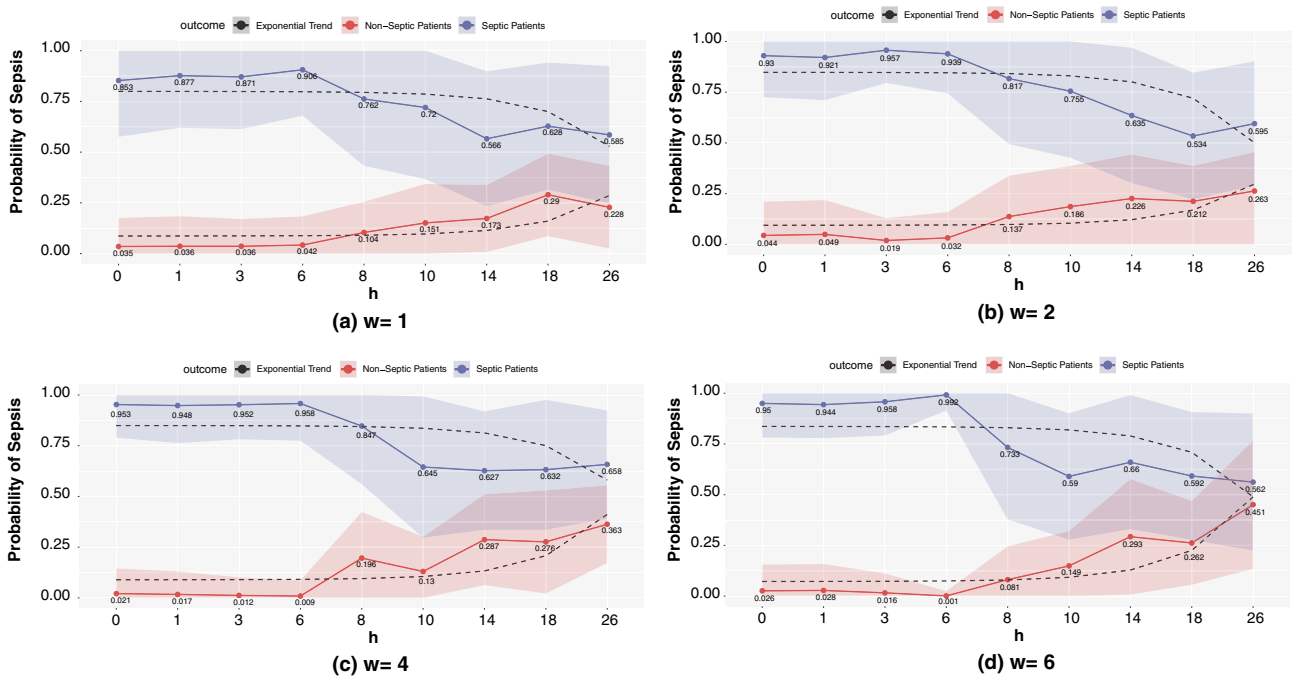 outcome Exponential Trend Non-Septic Patients Septic Patients
Probability of Sepsis
1.00
0.75
0.50
0.25
0.00
0.853 0.877 0.871 0.906 0.762 0.72 0.566 0.628 0.585
0.035 0.036 0.036 0.042 0.104 0.151 0.173 0.29 0.228
0 1 3 6 8 10 14 18 26
h
(a) w= 1
outcome Exponential Trend Non-Septic Patients Septic Patients
Probability of Sepsis
1.00
0.75
0.50
0.25
0.00
0.93 0.921 0.957 0.939 0.817 0.755 0.635 0.534 0.595
0.044 0.049 0.019 0.032 0.137 0.186 0.226 0.212 0.263
0 1 3 6 8 10 14 18 26
h
(b) w= 2
outcome Exponential Trend Non-Septic Patients Septic Patients
Probability of Sepsis
1.00
0.75
0.50
0.25
0.00
0.953 0.948 0.952 0.958 0.847 0.645 0.627 0.632 0.658
0.021 0.017 0.012 0.009 0.196 0.13 0.287 0.276 0.363
0 1 3 6 8 10 14 18 26
h
(c) w= 4
outcome Exponential Trend Non-Septic Patients Septic Patients
Probability of Sepsis
1.00
0.75
0.50
0.25
0.00
0.95 0.944 0.958 0.992 0.733 0.59 0.66 0.592 0.562
0.026 0.028 0.016 0.001 0.081 0.149 0.293 0.262 0.451
0 1 3 6 8 10 14 18 26
h
(d) w= 6